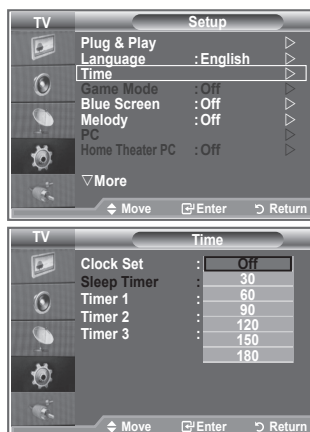 TV Setup
Plug & Play ▷
Language : English ▷
Time ▷
Game Mode : Off ▷
Blue Screen : Off ▷
Melody : Off ▷
PC ▷
Home Theater PC : Off ▷
▽More
Move Enter Return
TV Time
Clock Set : Off
Sleep Timer : 30
Timer 1 : 60
Timer 2 : 90
Timer 3 : 120
150
180
Move Enter Return